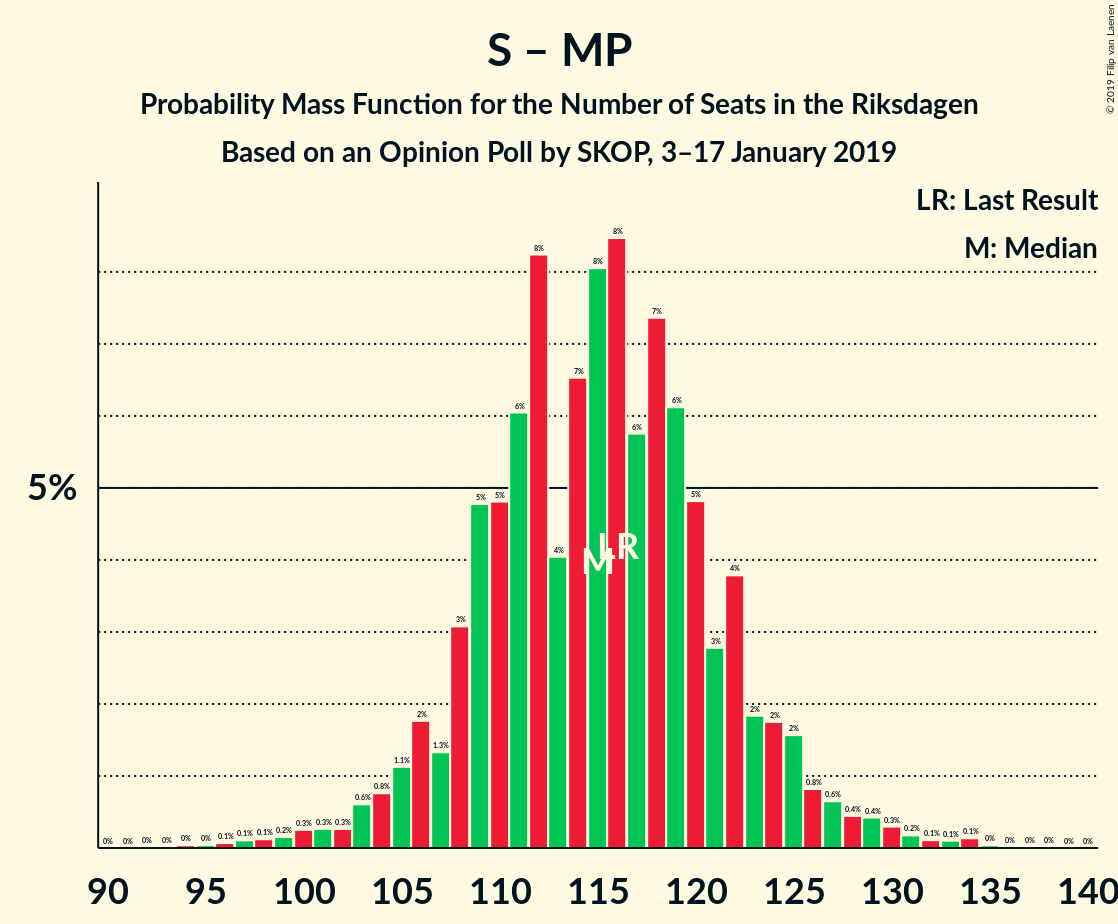 S – MP
Probability Mass Function for the Number of Seats in the Riksdagen
Based on an Opinion Poll by SKOP, 3–17 January 2019
© 2019 Filip van Laenen
LR: Last Result
M: Median
5%
0% 0% 0% 0% 0% 0% 0.1% 0.1% 0.1% 0.2% 0.3% 0.3% 0.3% 0.6% 0.8% 1.1% 2% 1.3% 3% 5% 5% 6% 8% 4% 7% 8% 8% 6% 7% 6% 5% 3% 4% 2% 2% 2% 0.8% 0.6% 0.4% 0.4% 0.3% 0.2% 0.1% 0.1% 0.1% 0% 0% 0% 0% 0% 0%
M LR
90 95 100 105 110 115 120 125 130 135 140